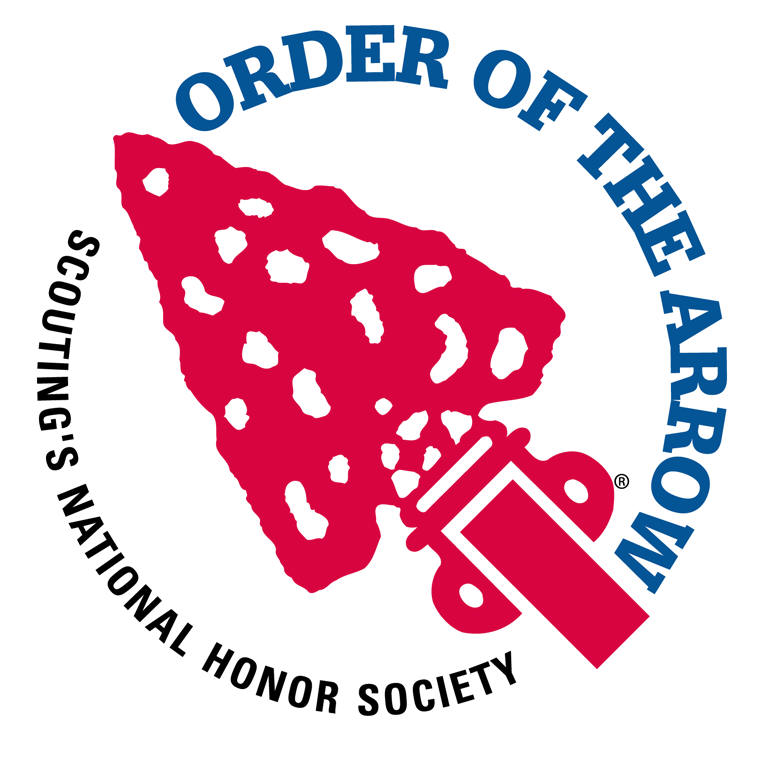 ORDER OF THE ARROW
SCOUTING'S NATIONAL HONOR SOCIETY
®